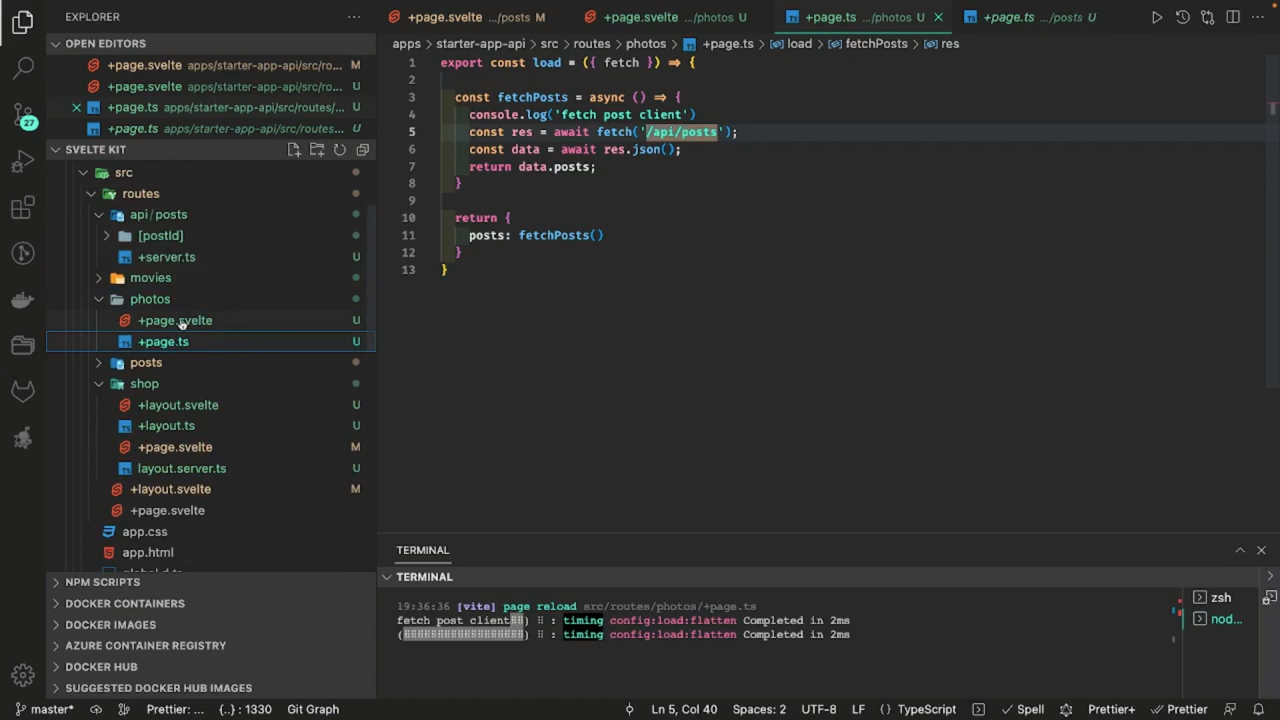 EXPLORER
OPEN EDITORS
+page.svelte apps/starter-app-api/src/ro... M
+page.svelte apps/starter-app-api/src/ro... U
+page.ts apps/starter-app-api/src/routes/... U
+page.ts apps/starter-app-api/src/routes... U
SVELTE KIT
src
routes
api/posts
[postId]
+server.ts U
movies
photos
+page.svelte U
+page.ts U
posts
shop
+layout.svelte U
+layout.ts U
+page.svelte M
layout.server.ts U
+layout.svelte M
+page.svelte
app.css
app.html
NPM SCRIPTS
DOCKER CONTAINERS
DOCKER IMAGES
AZURE CONTAINER REGISTRY
DOCKER HUB
SUGGESTED DOCKER HUB IMAGES
27
+page.svelte .../posts M
+page.svelte .../photos U
+page.ts .../photos U
+page.ts .../posts U
apps > starter-app-api > src > routes > photos > +page.ts > load > fetchPosts > res
1 export const load = ({ fetch }) ⇒ {
2
3 const fetchPosts = async () ⇒ {
4 console.log('fetch post client')
5 const res = await fetch('/api/posts');
6 const data = await res.json();
7 return data.posts;
8 }
9
10 return {
11 posts: fetchPosts()
12 }
13 }
TERMINAL
TERMINAL
19:36:36 [vite] page reload src/routes/photos/+page.ts
fetch post client ) ⠿ : timing config:load:flatten Completed in 2ms
( ) ⠿ : timing config:load:flatten Completed in 2ms
zsh
nod...
master* Prettier: ... {..} : 1330 Git Graph Ln 5, Col 40 Spaces: 2 UTF-8 LF {} TypeScript Spell Prettier+ Prettier